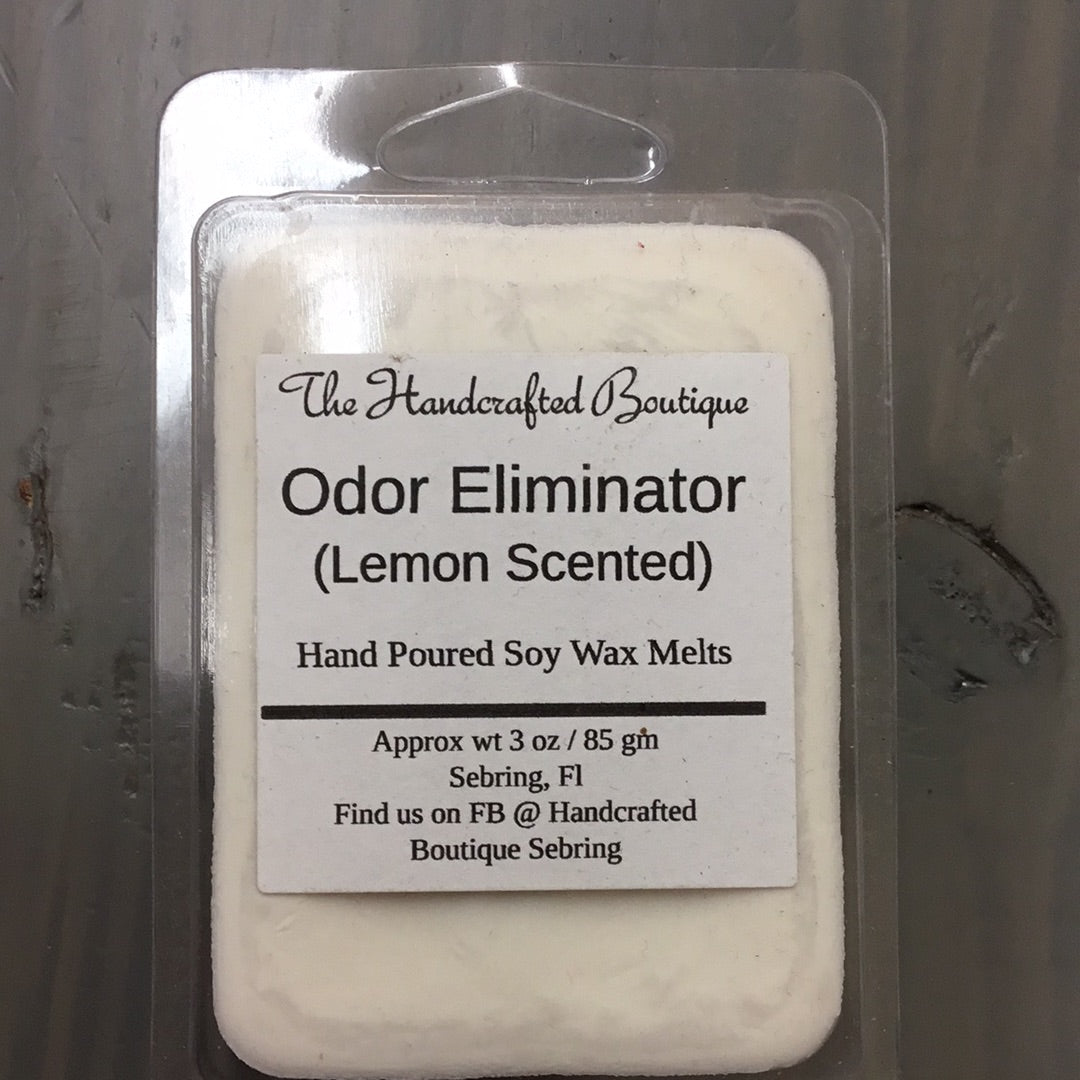 The Handcrafted Boutique
Odor Eliminator
(Lemon Scented)
Hand Poured Soy Wax Melts
Approx wt 3 oz / 85 gm
Sebring, Fl
Find us on FB @ Handcrafted
Boutique Sebring